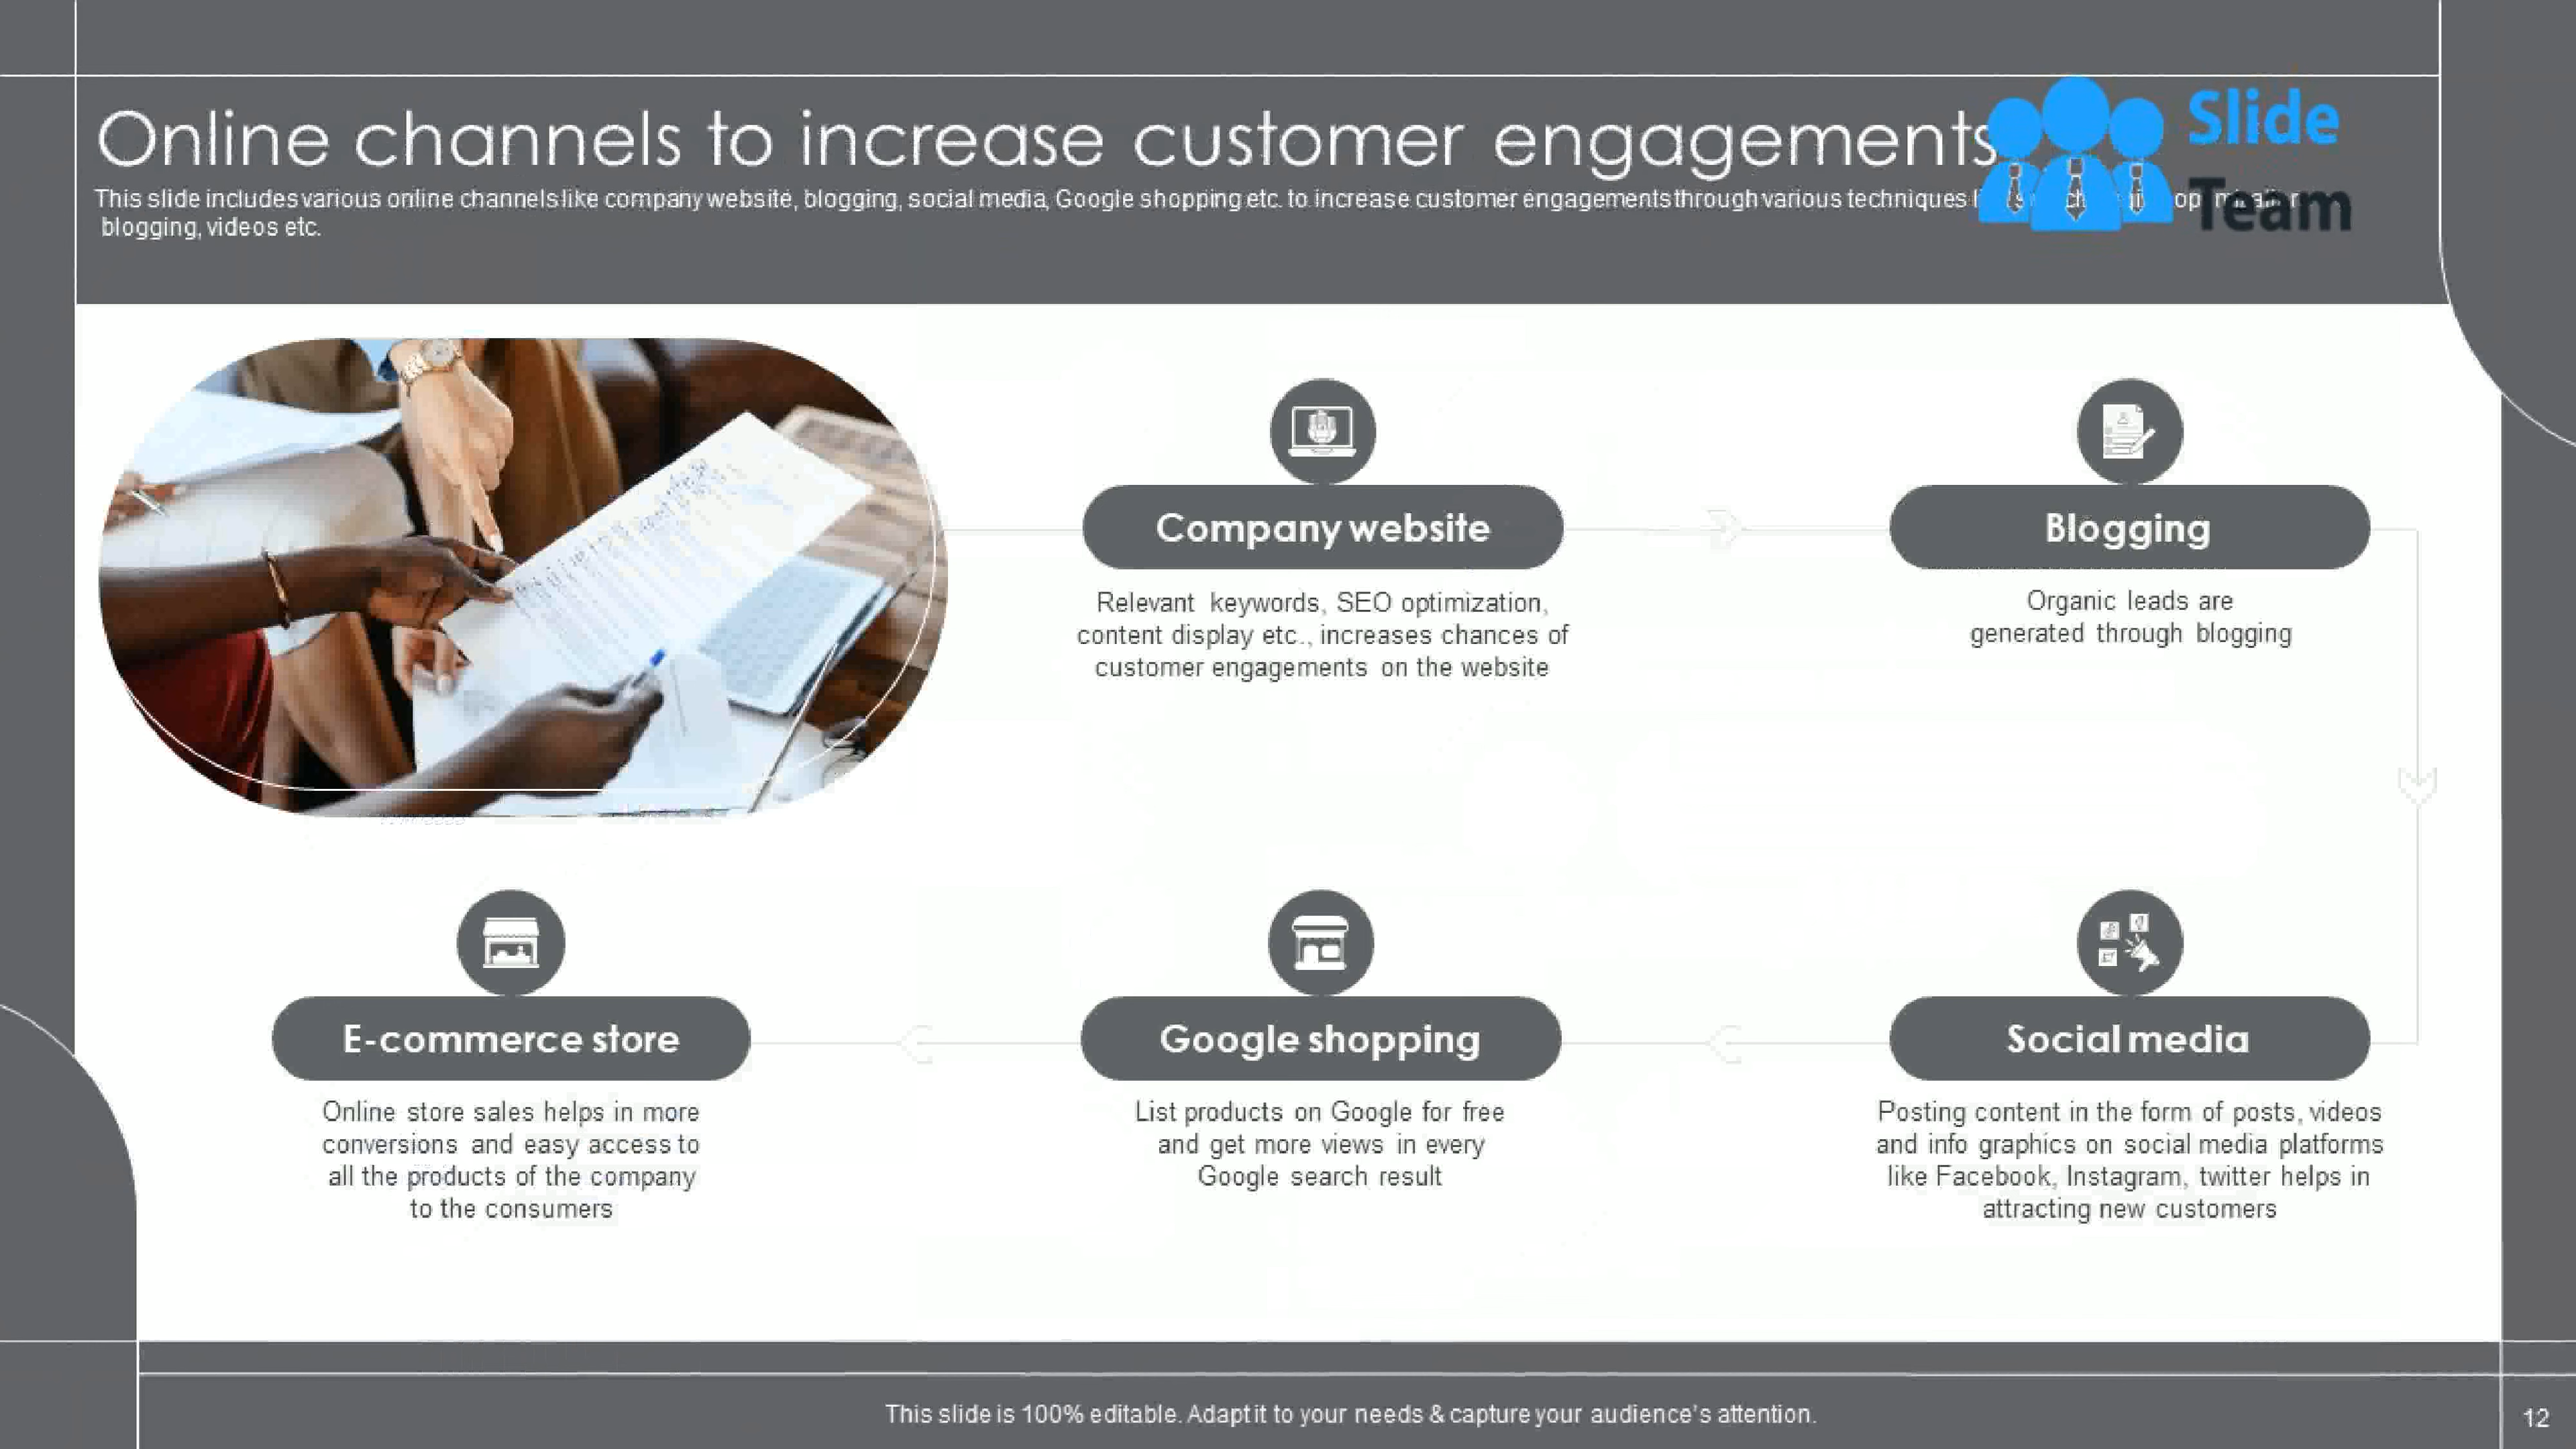 Online channels to increase customer engagements
Slide
Team
This slide includes various online channels like company website, blogging, social media, Google shopping etc. to increase customer engagements through various techniques
blogging, videos etc.
Company website
Relevant keywords, SEO optimization,
content display etc., increases chances of
customer engagements on the website
Blogging
Organic leads are
generated through blogging
E-commerce store
Online store sales helps in more
conversions and easy access to
all the products of the company
to the consumers
Google shopping
List products on Google for free
and get more views in every
Google search result
Social media
Posting content in the form of posts, videos
and info graphics on social media platforms
like Facebook, Instagram, twitter helps in
attracting new customers
This slide is 100% editable. Adapt it to your needs & capture your audience's attention.
12